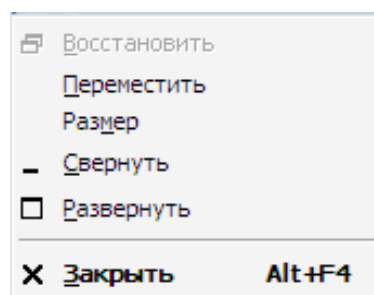 Восстановить
Переместить
Размер
Свернуть
Развернуть
Закрыть Alt+F4